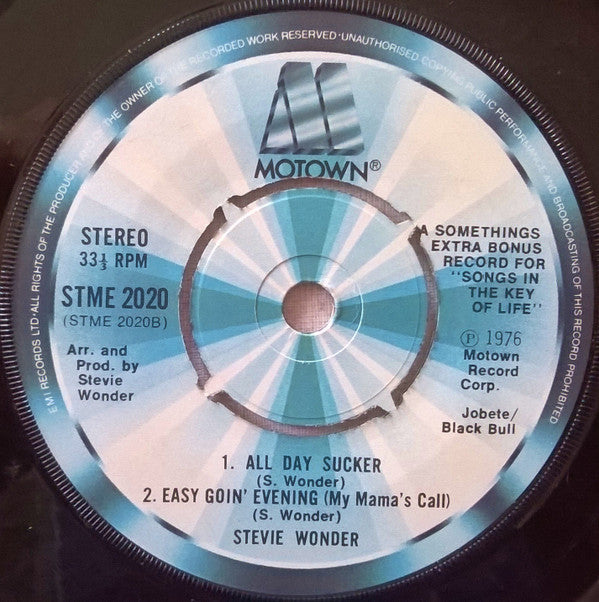 EMI RECORDS LTD·ALL RIGHTS OF THE PRODUCER AND OF THE OWNER OF THE RECORDED WORK RESERVED·UNAUTHORISED COPYING PUBLIC PERFORMANCE AND BROADCASTING OF THIS RECORD PROHIBITED
MOTOWN®
STEREO
33⅓ RPM
STME 2020
(STME 2020B)
Arr. and
Prod. by
Stevie
Wonder
A SOMETHINGS
EXTRA BONUS
RECORD FOR
"SONGS IN
THE KEY
OF LIFE"
Ⓟ 1976
Motown
Record
Corp.
Jobete/
Black Bull
1. ALL DAY SUCKER
(S. Wonder)
2. EASY GOIN' EVENING (My Mama's Call)
(S. Wonder)
STEVIE WONDER